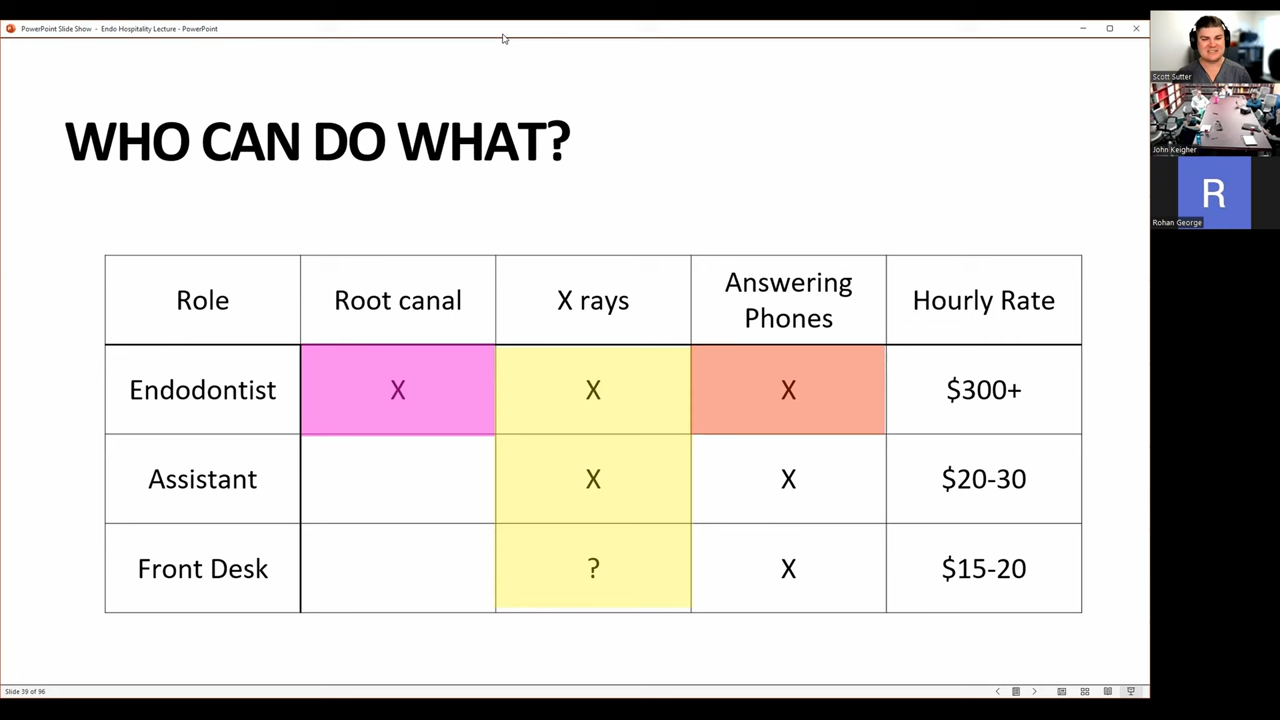 PowerPoint Slide Show - Endo Hospitality Lecture - PowerPoint
WHO CAN DO WHAT?
Role
Root canal
X rays
Answering
Phones
Hourly Rate
Endodontist
X
X
X
$300+
Assistant
X
X
$20-30
Front Desk
?
X
$15-20
Slide 39 of 96
Scott Sutter
John Keigher
R
Rohan George